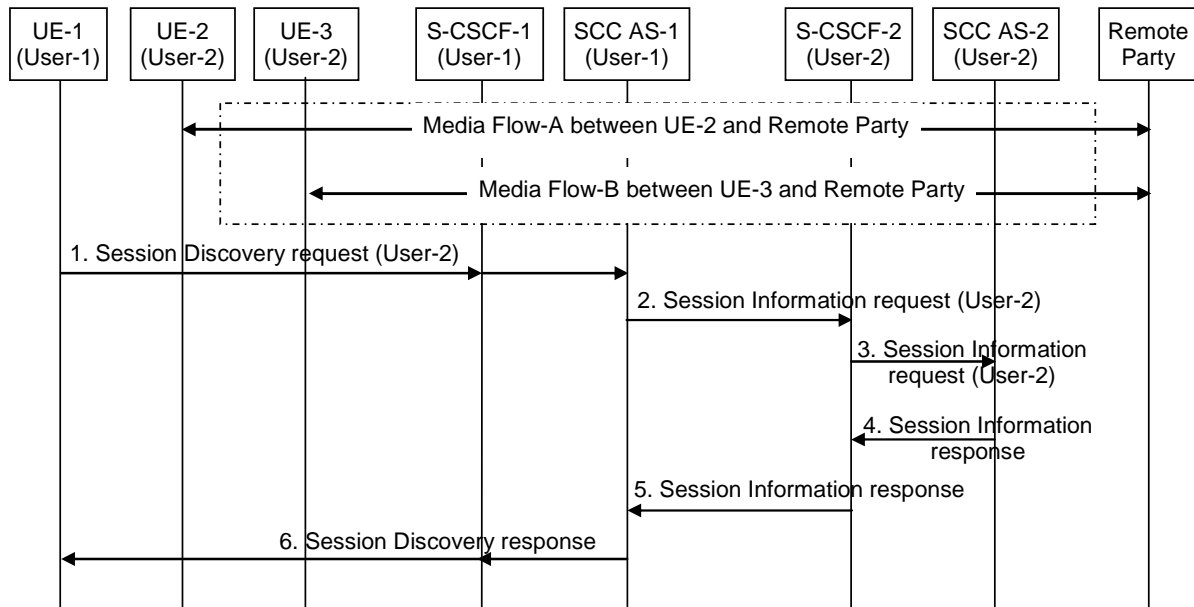 UE-1
(User-1)
UE-2
(User-2)
UE-3
(User-2)
S-CSCF-1
(User-1)
SCC AS-1
(User-1)
S-CSCF-2
(User-2)
SCC AS-2
(User-2)
Remote
Party
Media Flow-A between UE-2 and Remote Party
Media Flow-B between UE-3 and Remote Party
1. Session Discovery request (User-2)
2. Session Information request (User-2)
3. Session Information
request (User-2)
4. Session Information
response
5. Session Information response
6. Session Discovery response